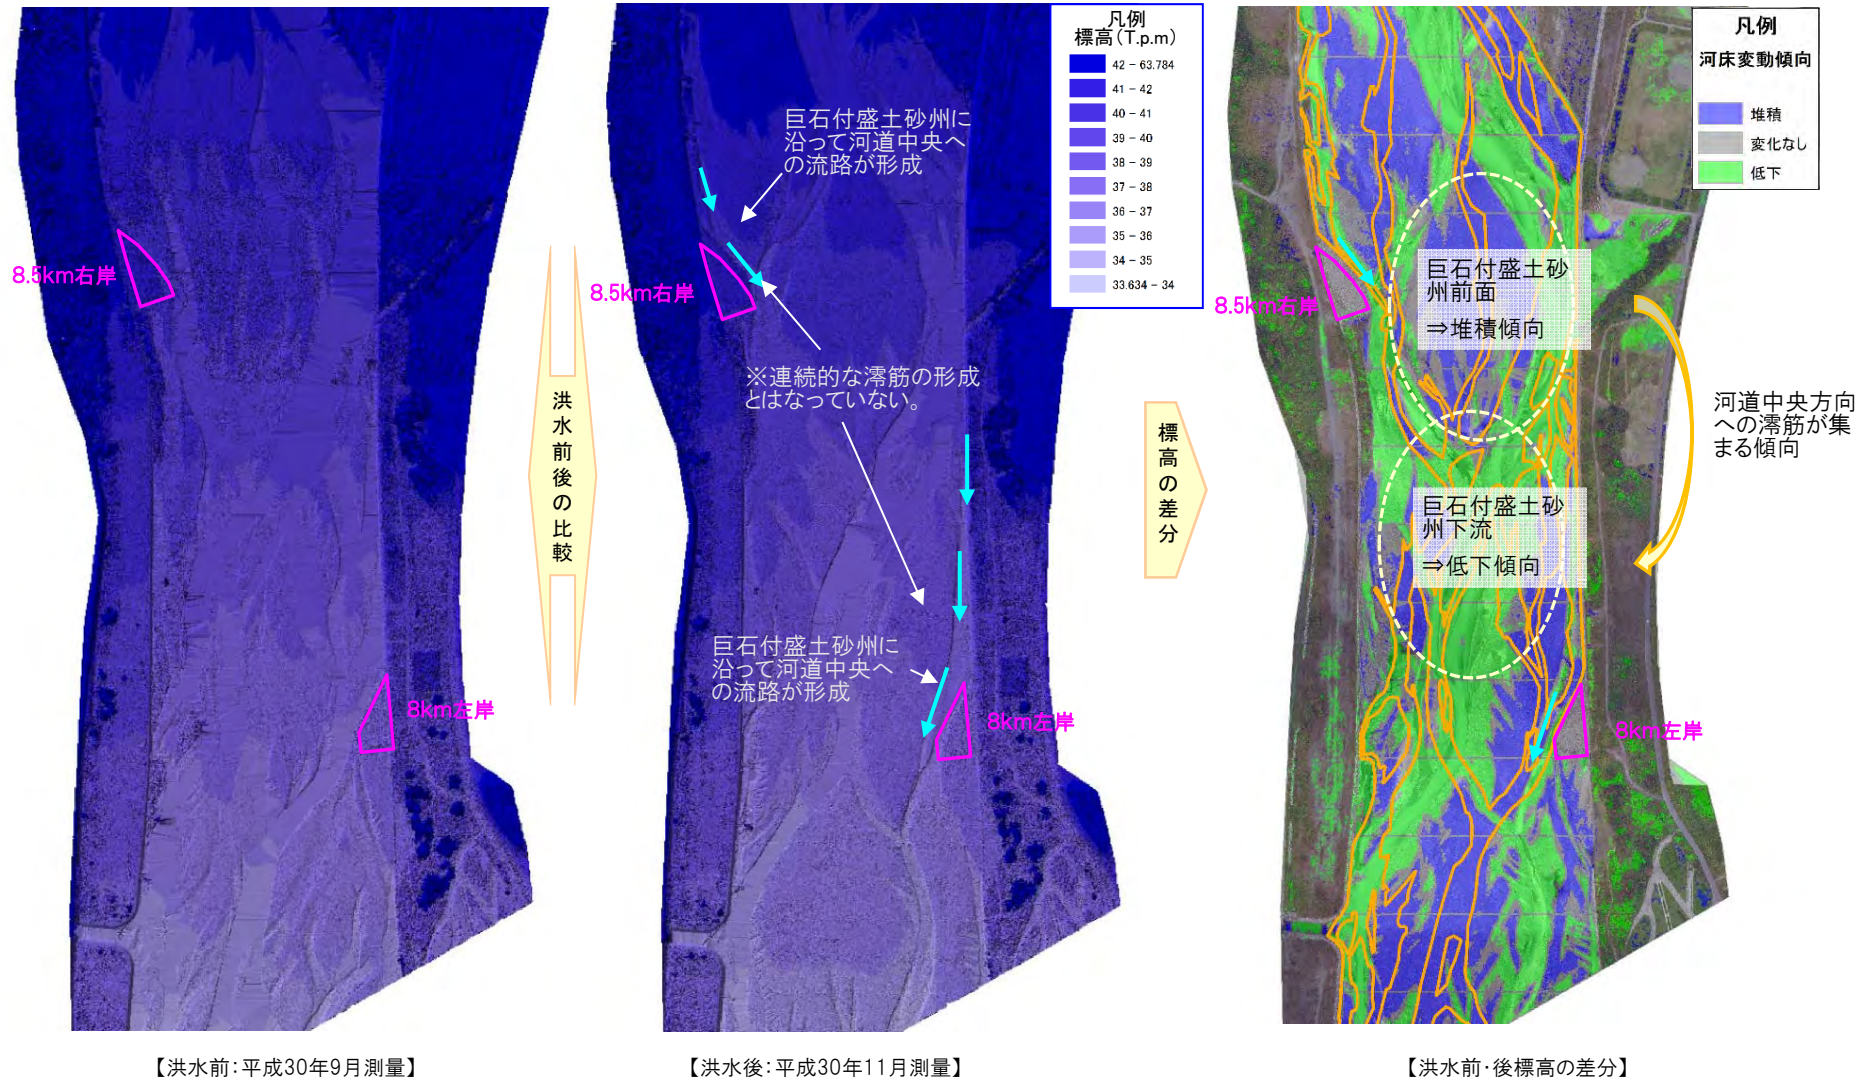 8.5km右岸
8km左岸
【洪水前：平成30年9月測量】
洪水前後の比較
凡例
標高（T.p.m）
42 - 63.784
41 - 42
40 - 41
39 - 40
38 - 39
37 - 38
36 - 37
35 - 36
34 - 35
33.634 - 34
巨石付盛土砂州に
沿って河道中央へ
の流路が形成
8.5km右岸
※連続的な澪筋の形成
とはなっていない。
巨石付盛土砂州に
沿って河道中央へ
の流路が形成
8km左岸
【洪水後：平成30年11月測量】
標高の差分
凡例
河床変動傾向
堆積
変化なし
低下
8.5km右岸
巨石付盛土砂
州前面
⇒堆積傾向
巨石付盛土砂
州下流
⇒低下傾向
河道中央方向
への澪筋が集
まる傾向
8km左岸
【洪水前・後標高の差分】